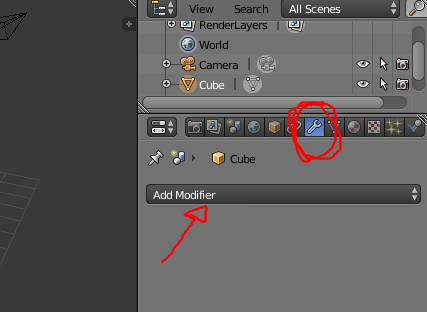 View Search All Scenes
RenderLayers
World
Camera
Cube
Cube
Add Modifier